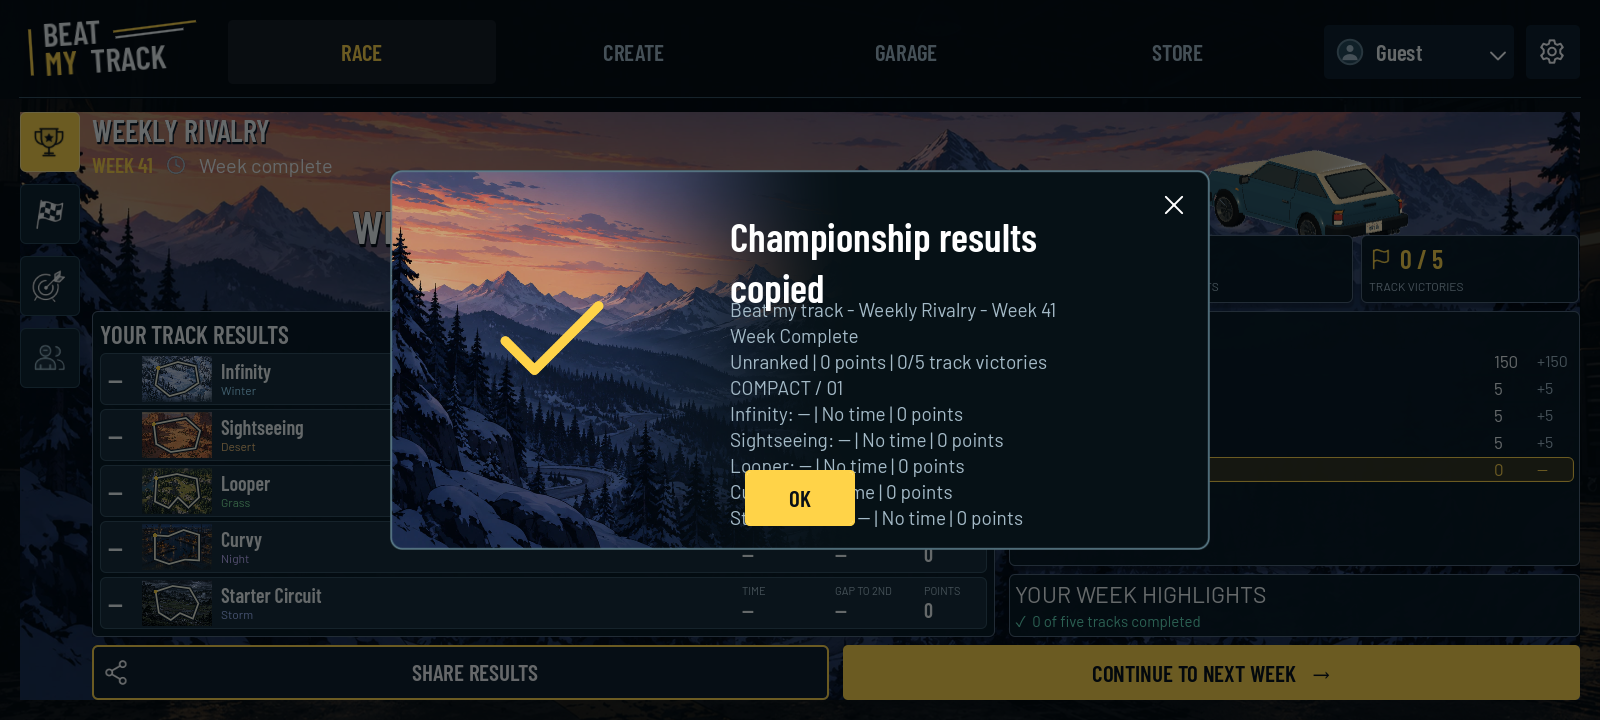 BEAT
MY TRACK
RACE
CREATE
GARAGE
STORE
Guest
WEEKLY RIVALRY
WEEK 41
Week complete
0 / 5
TRACK VICTORIES
YOUR TRACK RESULTS
Championship results
copied
Beat my track - Weekly Rivalry - Week 41
Week Complete
Unranked | 0 points | 0/5 track victories
COMPACT / 01
Infinity: — | No time | 0 points
Sightseeing: — | No time | 0 points
Looper: — | No time | 0 points
| 0 points
— | No time | 0 points
OK
— Infinity
Winter
— Sightseeing
Desert
— Looper
Grass
— Curvy
Night
— — 0
— Starter Circuit
Storm
TIME GAP TO 2ND POINTS
— — 0
150 +150
5 +5
5 +5
5 +5
0 —
YOUR WEEK HIGHLIGHTS
✓ 0 of five tracks completed
SHARE RESULTS
CONTINUE TO NEXT WEEK →